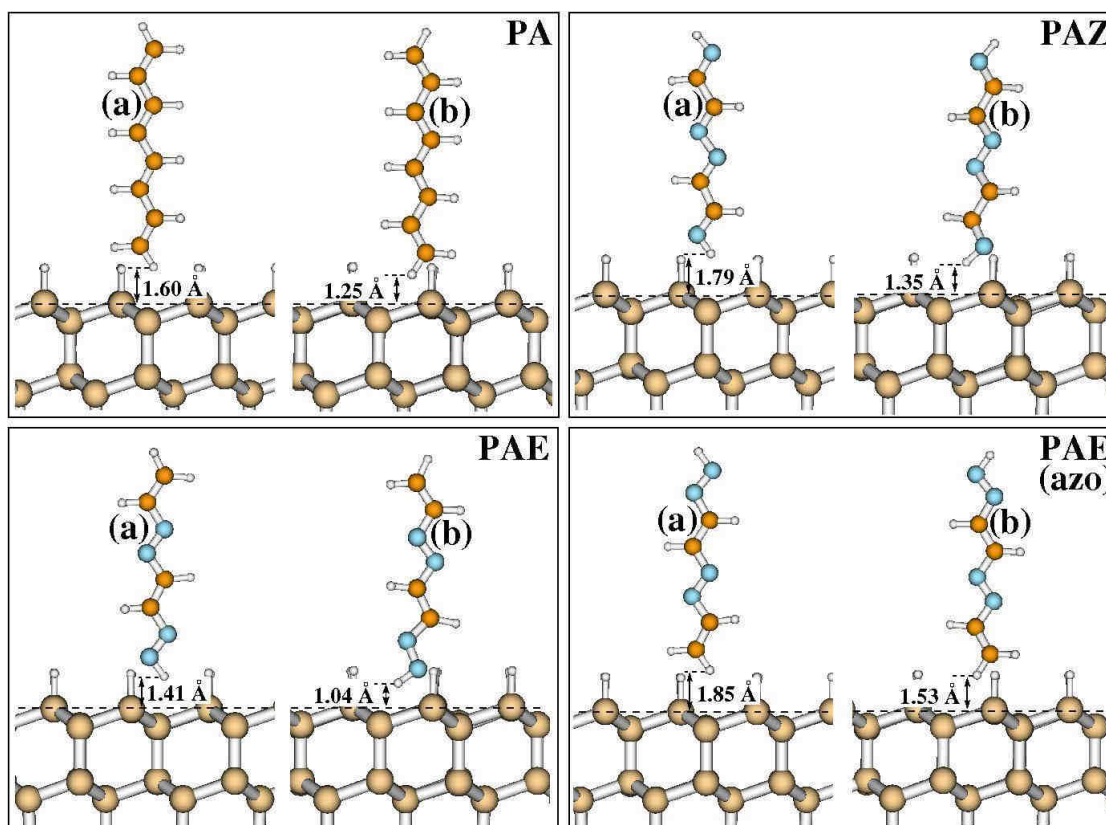 PA
(a)
(b)
1.60 Å
1.25 Å
PAZ
(a)
(b)
1.79 Å
1.35 Å
PAE
(a)
(b)
1.41 Å
1.04 Å
PAE
(azo)
(a)
(b)
1.85 Å
1.53 Å